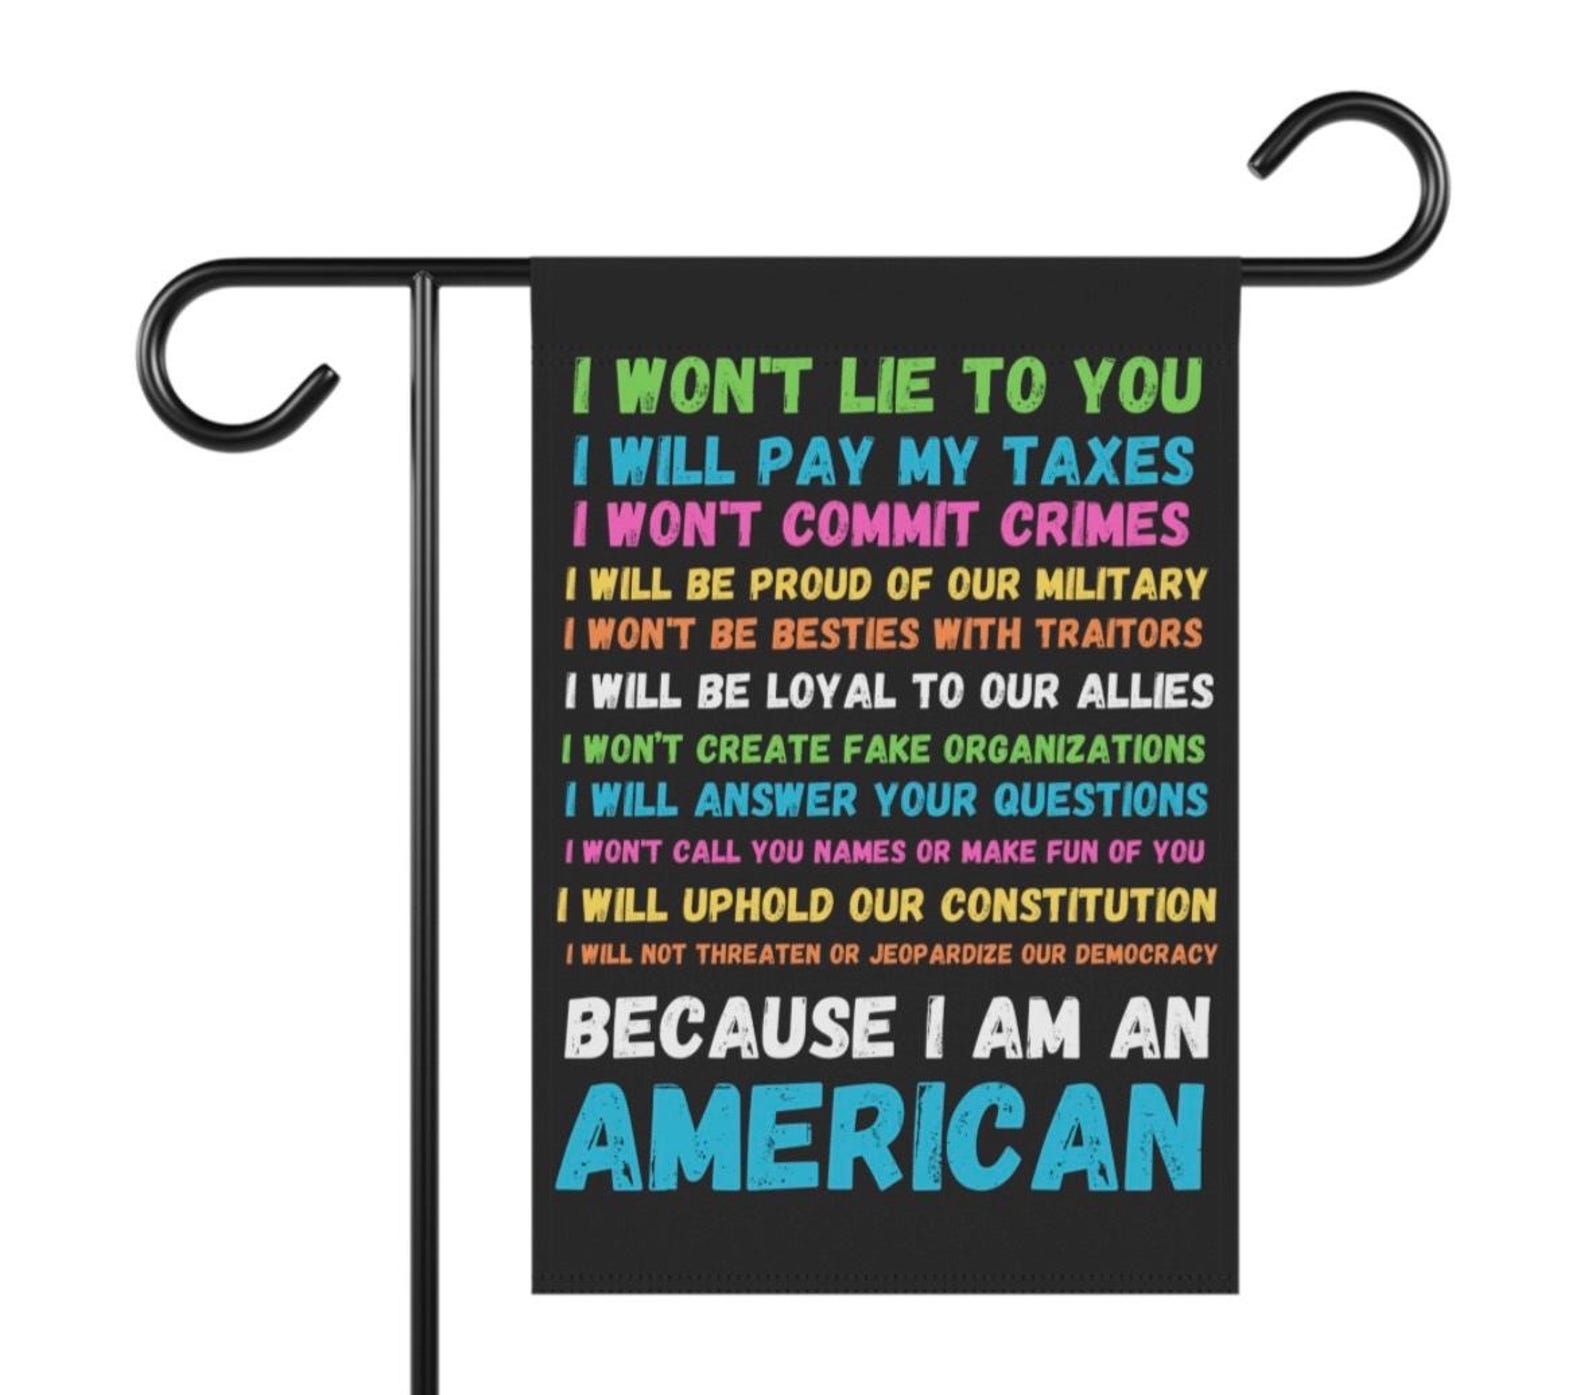 I WON'T LIE TO YOU
I WILL PAY MY TAXES
I WON'T COMMIT CRIMES
I WILL BE PROUD OF OUR MILITARY
I WON'T BE BESTIES WITH TRAITORS
I WILL BE LOYAL TO OUR ALLIES
I WON’T CREATE FAKE ORGANIZATIONS
I WILL ANSWER YOUR QUESTIONS
I WON'T CALL YOU NAMES OR MAKE FUN OF YOU
I WILL UPHOLD OUR CONSTITUTION
I WILL NOT THREATEN OR JEOPARDIZE OUR DEMOCRACY
BECAUSE I AM AN
AMERICAN